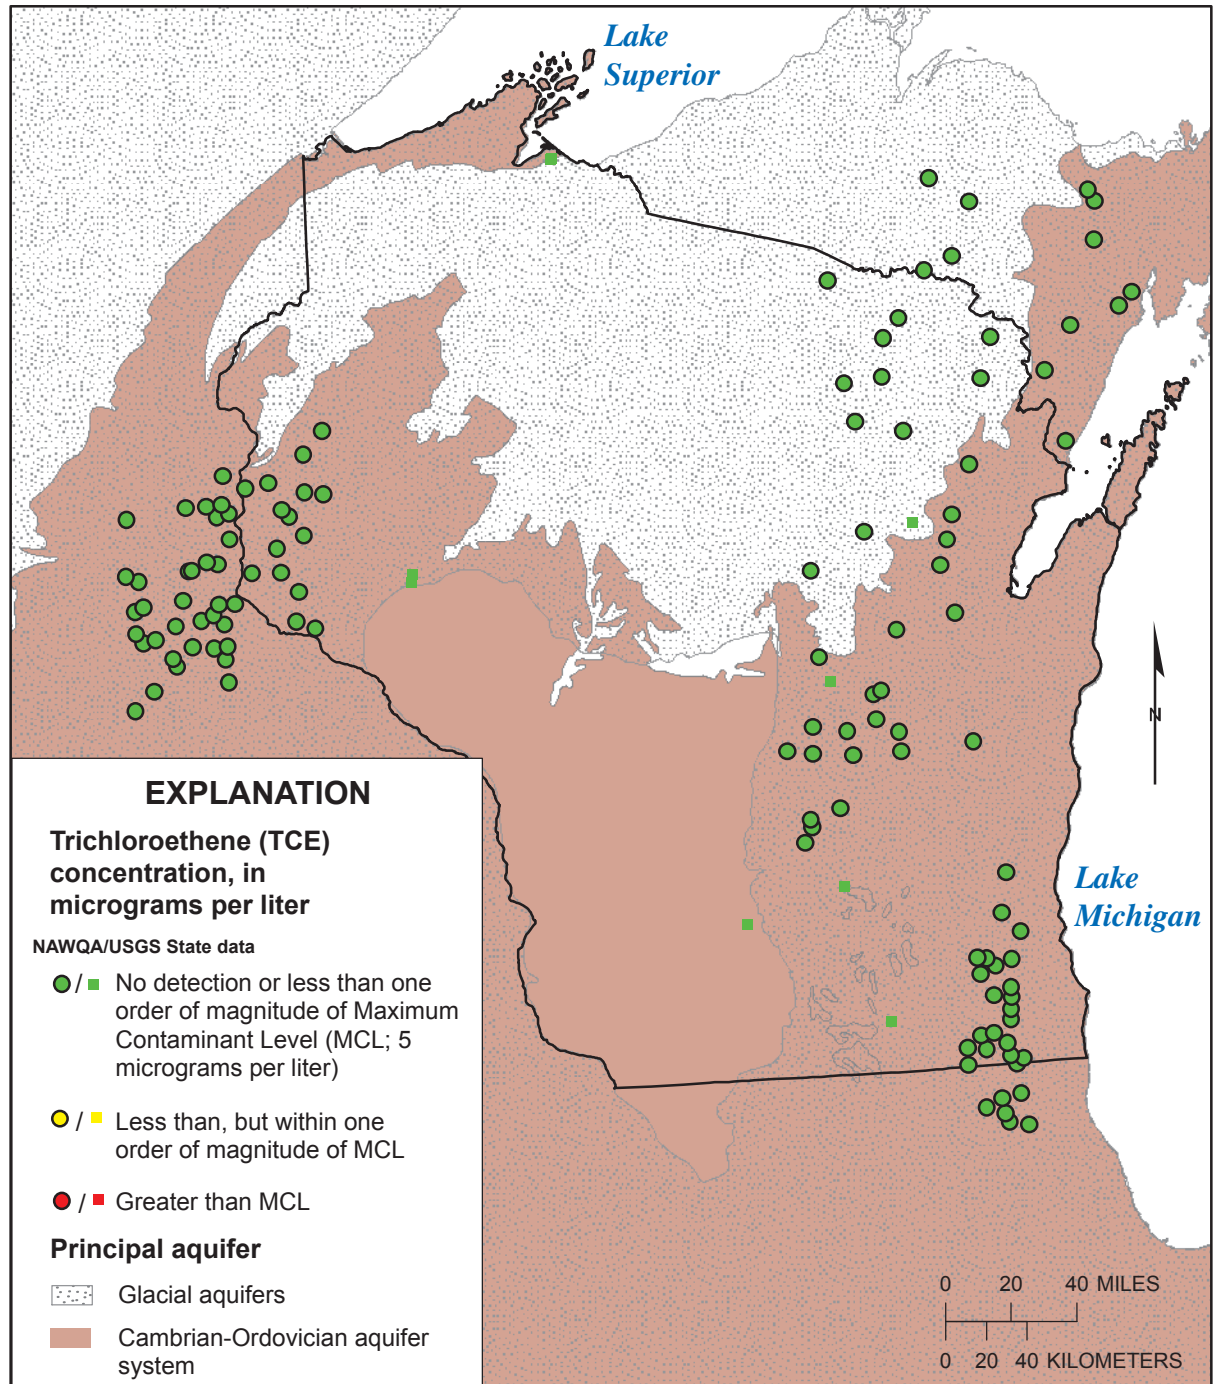 Lake
Superior
N
Lake
Michigan
EXPLANATION
Trichloroethene (TCE)
concentration, in
micrograms per liter
NAWQA/USGS State data
/ No detection or less than one
order of magnitude of Maximum
Contaminant Level (MCL; 5
micrograms per liter)
/ Less than, but within one
order of magnitude of MCL
/ Greater than MCL
Principal aquifer
Glacial aquifers
Cambrian-Ordovician aquifer
system
0 20 40 MILES
0 20 40 KILOMETERS